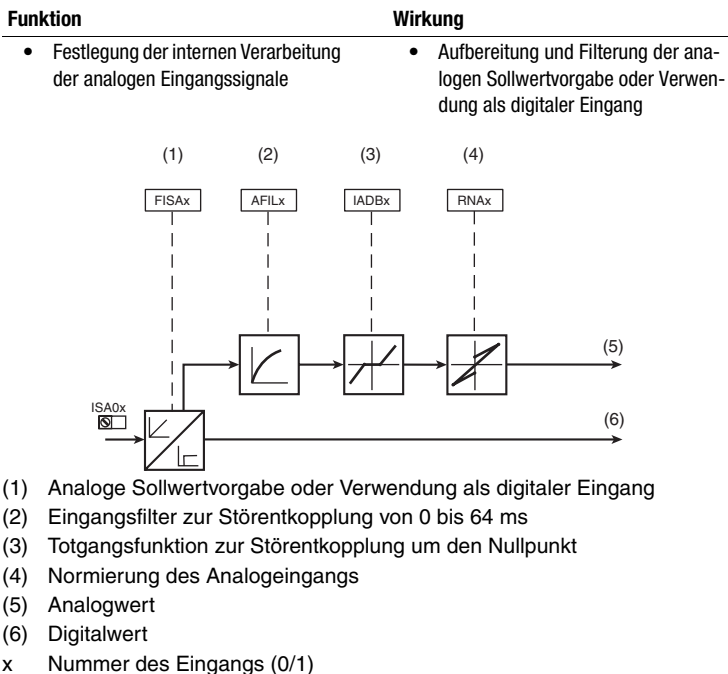 Funktion Wirkung
• Festlegung der internen Verarbeitung
der analogen Eingangssignale
• Aufbereitung und Filterung der ana-
logen Sollwertvorgabe oder Verwen-
dung als digitaler Eingang
(1) (2) (3) (4)
FISAx AFILx IADBx RNAx
(5)
ISA0x
(6)
(1) Analoge Sollwertvorgabe oder Verwendung als digitaler Eingang
(2) Eingangsfilter zur Störentkopplung von 0 bis 64 ms
(3) Totgangsfunktion zur Störentkopplung um den Nullpunkt
(4) Normierung des Analogeingangs
(5) Analogwert
(6) Digitalwert
x Nummer des Eingangs (0/1)